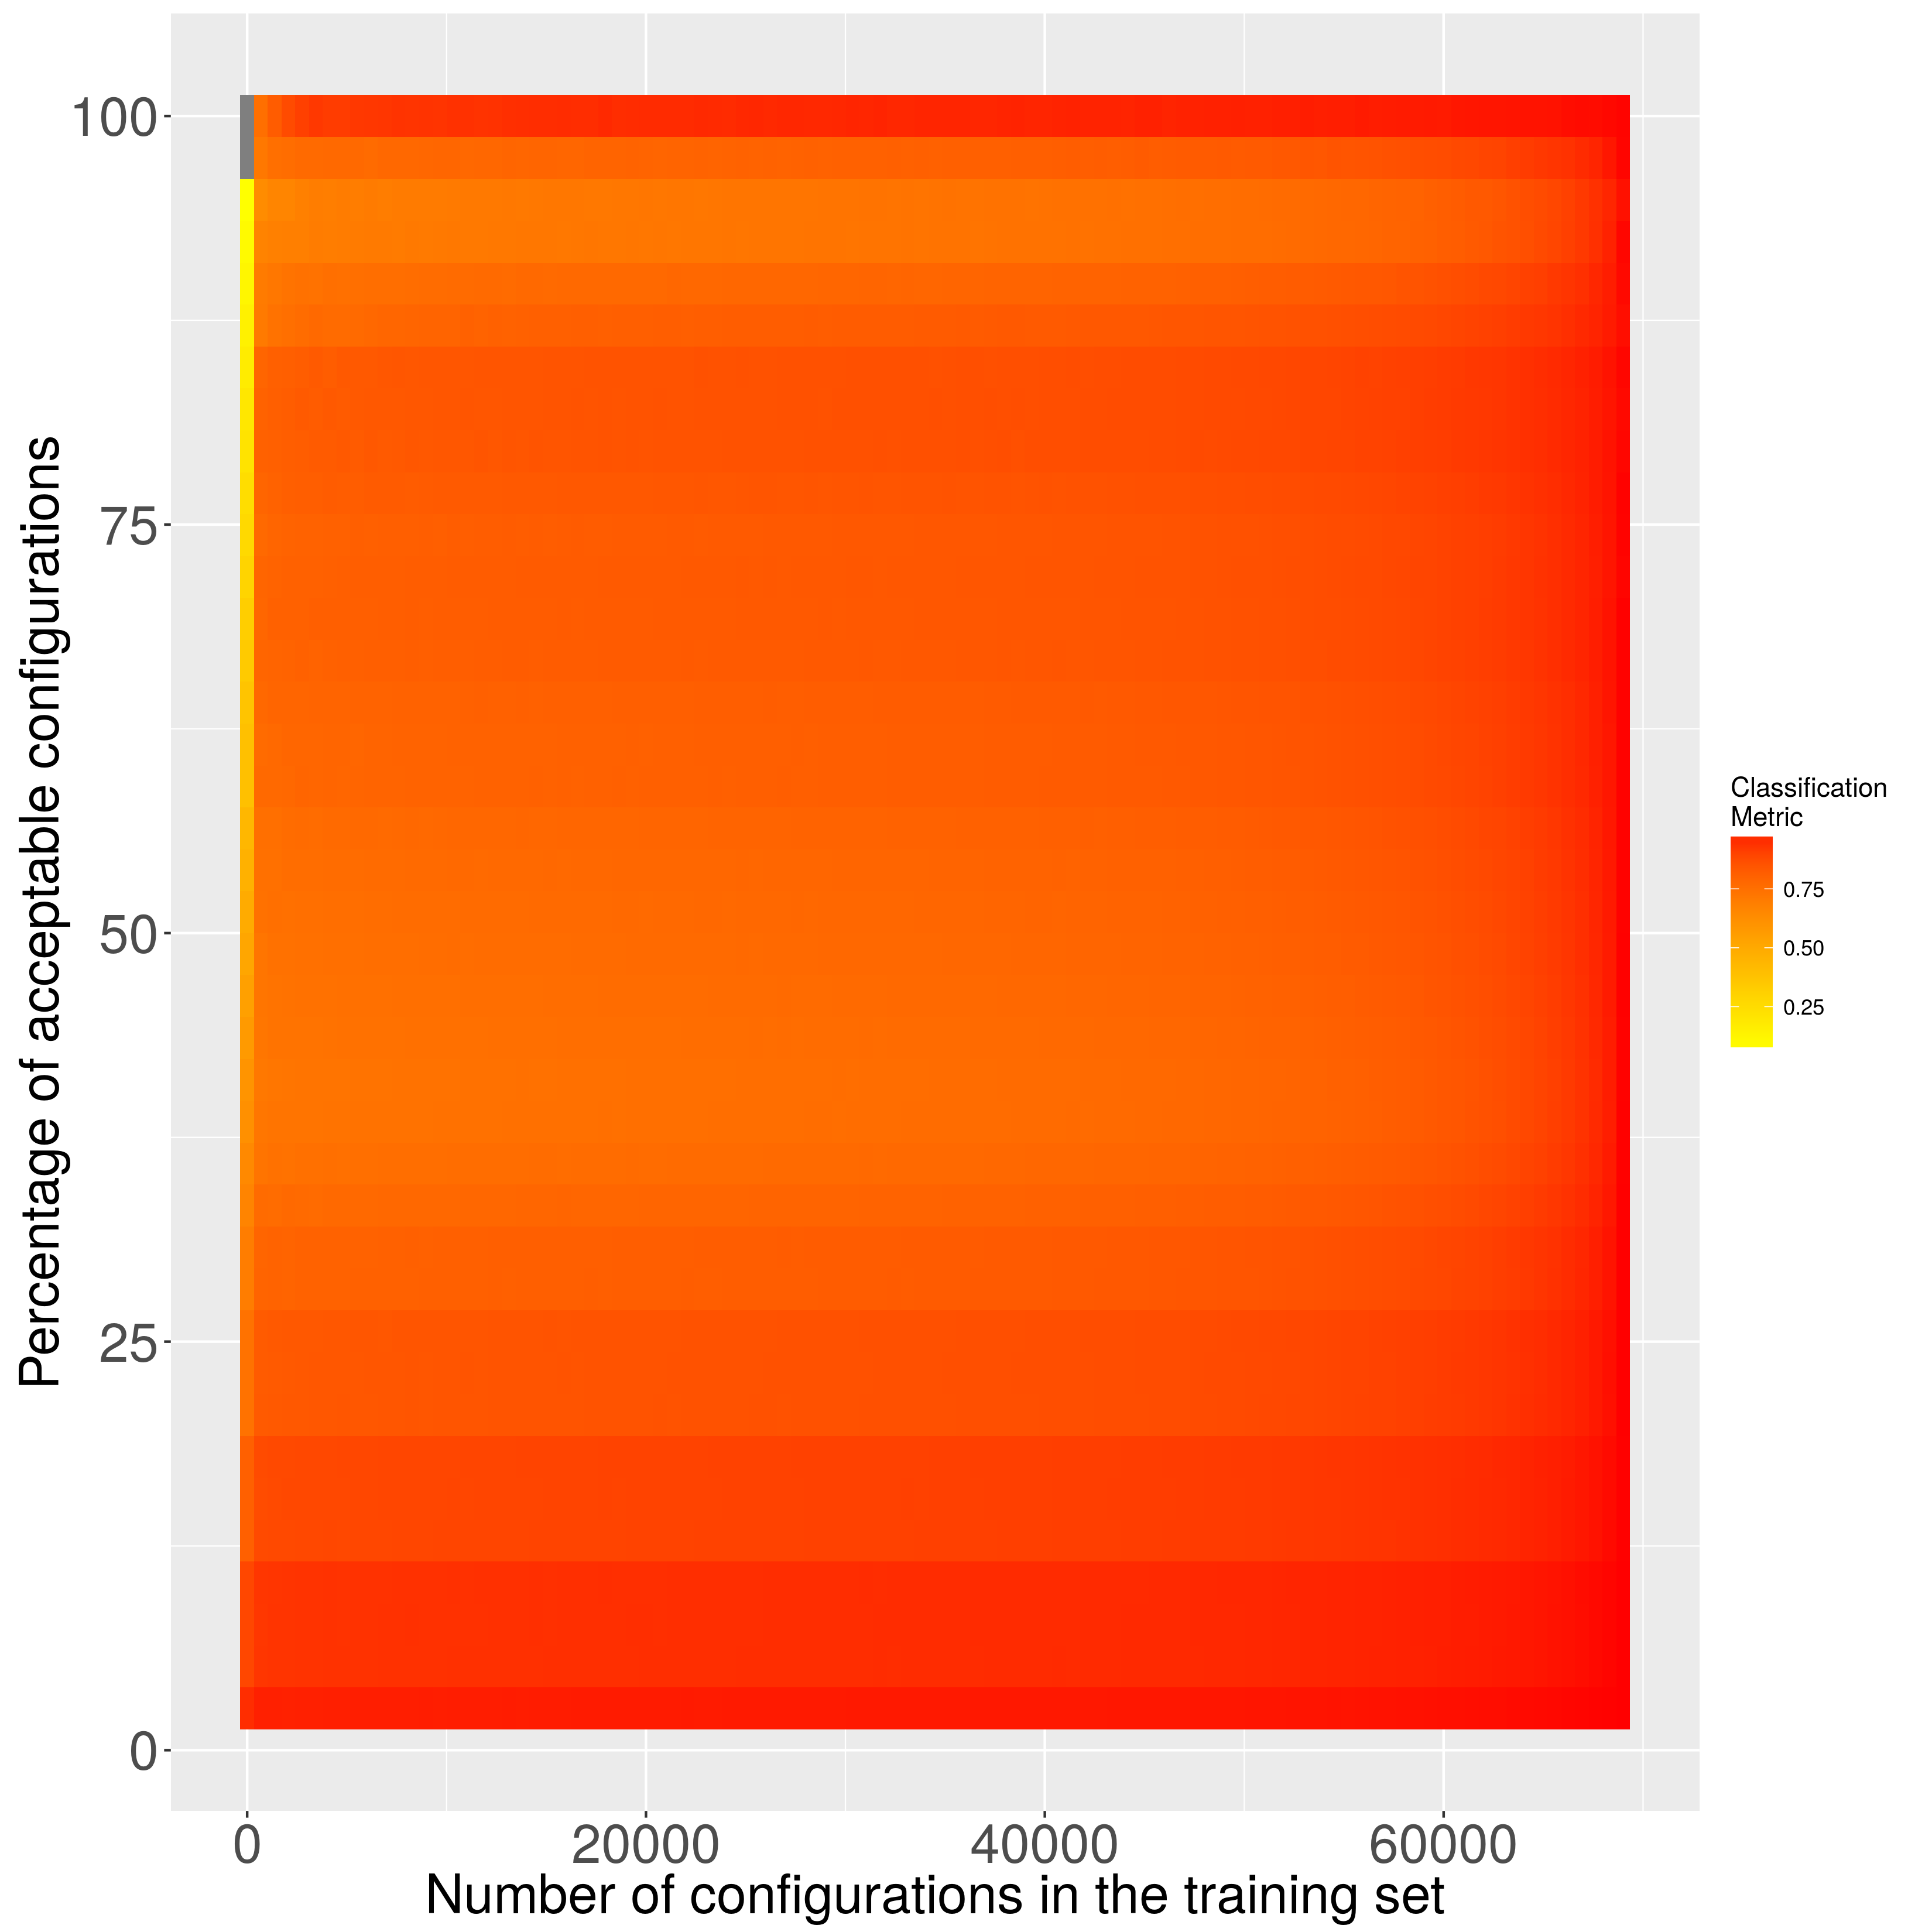 Percentage of acceptable configurations
100
75
50
25
0
0 20000 40000 60000
Number of configurations in the training set
Classification
Metric
0.75
0.50
0.25